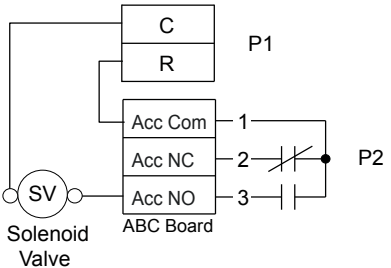 C
P1
R
Acc Com
1
Acc NC
2
P2
SV
Acc NO
3
ABC Board
Solenoid
Valve